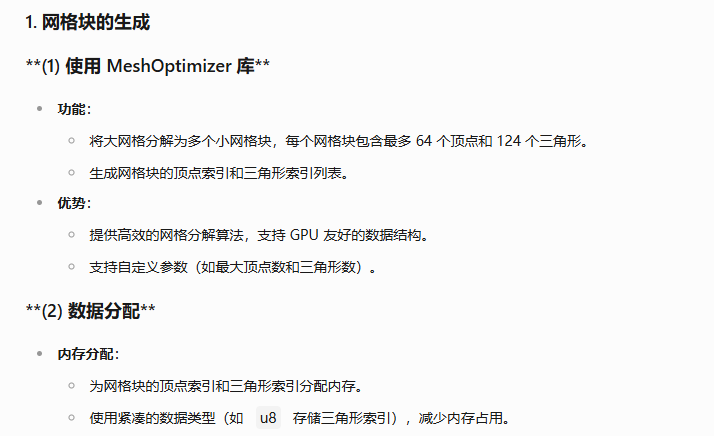 1. 网格块的生成
**(1) 使用 MeshOptimizer 库**
功能：
将大网格分解为多个小网格块，每个网格块包含最多 64 个顶点和 124 个三角形。
生成网格块的顶点索引和三角形索引列表。
优势：
提供高效的网格分解算法，支持 GPU 友好的数据结构。
支持自定义参数（如最大顶点数和三角形数）。
**(2) 数据分配**
内存分配：
为网格块的顶点索引和三角形索引分配内存。
使用紧凑的数据类型（如 u8 存储三角形索引），减少内存占用。